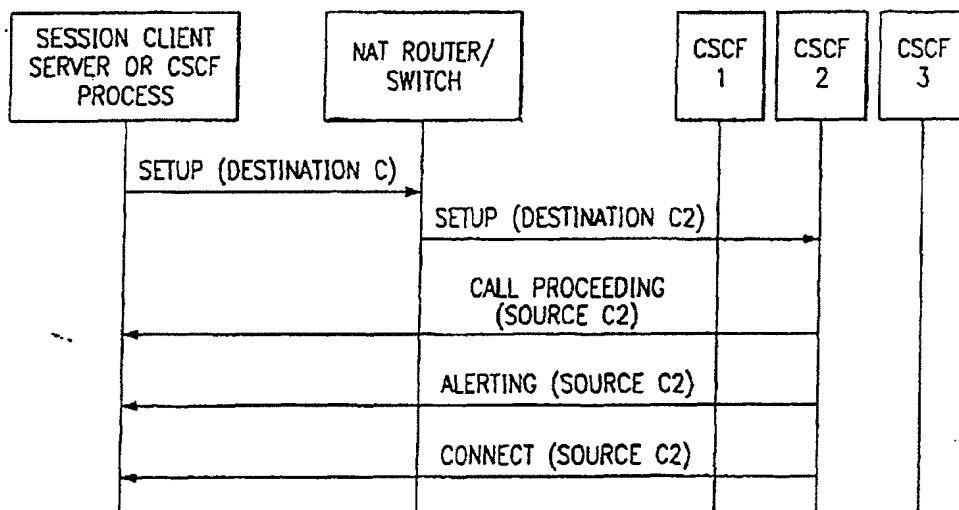 SESSION CLIENT
SERVER OR CSCF
PROCESS
NAT ROUTER/
SWITCH
CSCF
1
CSCF
2
CSCF
3
SETUP (DESTINATION C)
SETUP (DESTINATION C2)
CALL PROCEEDING
(SOURCE C2)
ALERTING (SOURCE C2)
CONNECT (SOURCE C2)